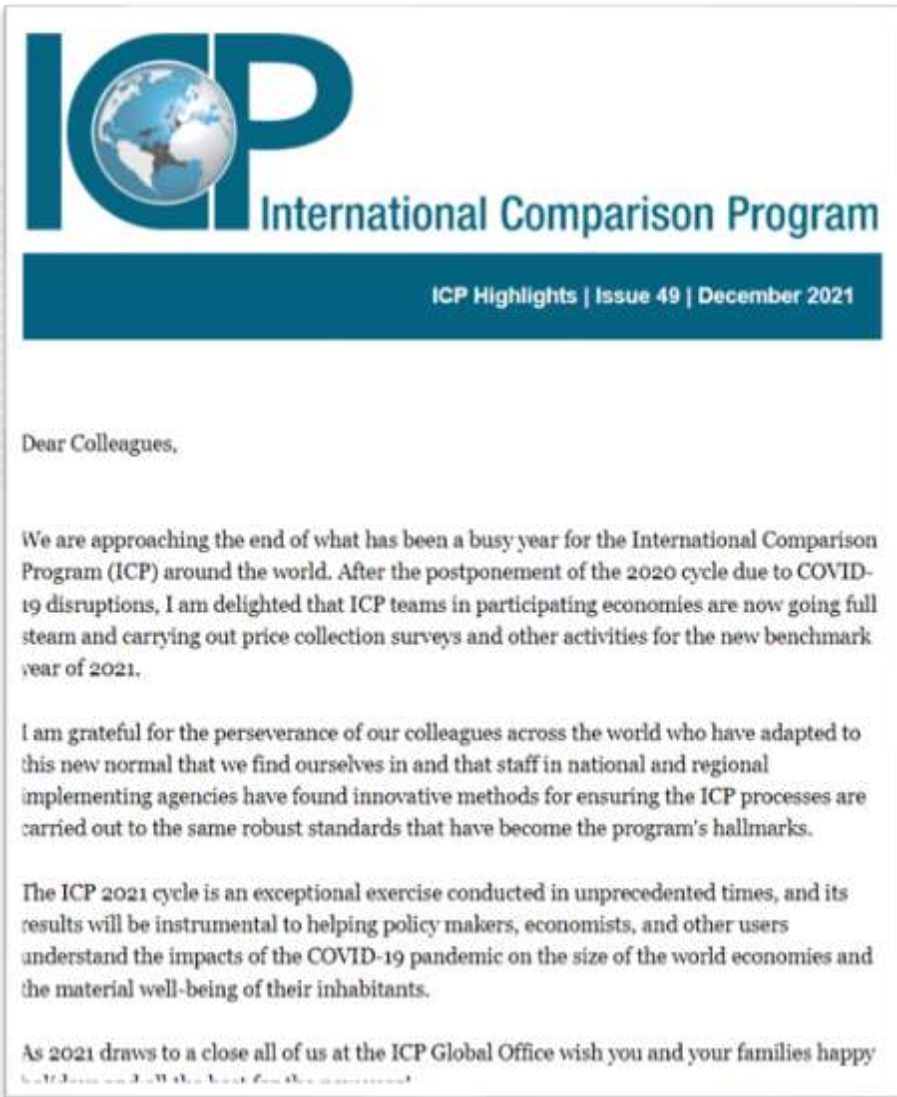 ICP
International Comparison Program
ICP Highlights | Issue 49 | December 2021
Dear Colleagues,
We are approaching the end of what has been a busy year for the International Comparison
Program (ICP) around the world. After the postponement of the 2020 cycle due to COVID-
19 disruptions, I am delighted that ICP teams in participating economies are now going full
steam and carrying out price collection surveys and other activities for the new benchmark
year of 2021.
I am grateful for the perseverance of our colleagues across the world who have adapted to
this new normal that we find ourselves in and that staff in national and regional
implementing agencies have found innovative methods for ensuring the ICP processes are
carried out to the same robust standards that have become the program's hallmarks.
The ICP 2021 cycle is an exceptional exercise conducted in unprecedented times, and its
results will be instrumental to helping policy makers, economists, and other users
understand the impacts of the COVID-19 pandemic on the size of the world economies and
the material well-being of their inhabitants.
As 2021 draws to a close all of us at the ICP Global Office wish you and your families happy